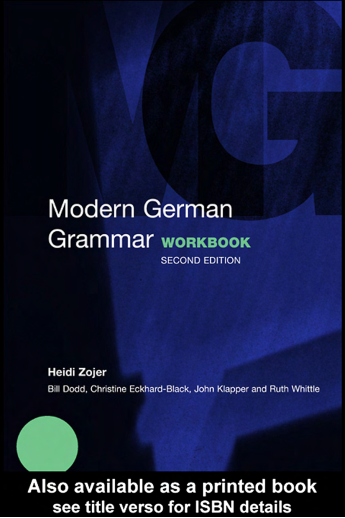 MG
Modern German
Grammar WORKBOOK
SECOND EDITION
Heidi Zojer
Bill Dodd, Christine Eckhard-Black, John Klapper and Ruth Whittle
Also available as a printed book
see title verso for ISBN details